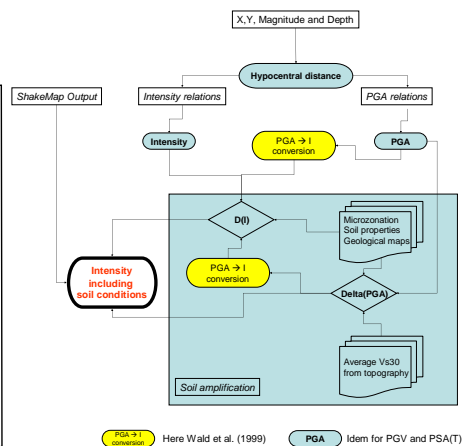 X,Y, Magnitude and Depth
Hypocentral distance
ShakeMap Output
Intensity relations
PGA relations
Intensity
PGA → I
conversion
PGA
D(I)
Microzonation
Soil properties
Geological maps
PGA → I
conversion
Intensity
including
soil conditions
Delta(PGA)
Average Vs30
from topography
Soil amplification
PGA → I
conversion
Here Wald et al. (1999)
PGA
Idem for PGV and PSA(T)